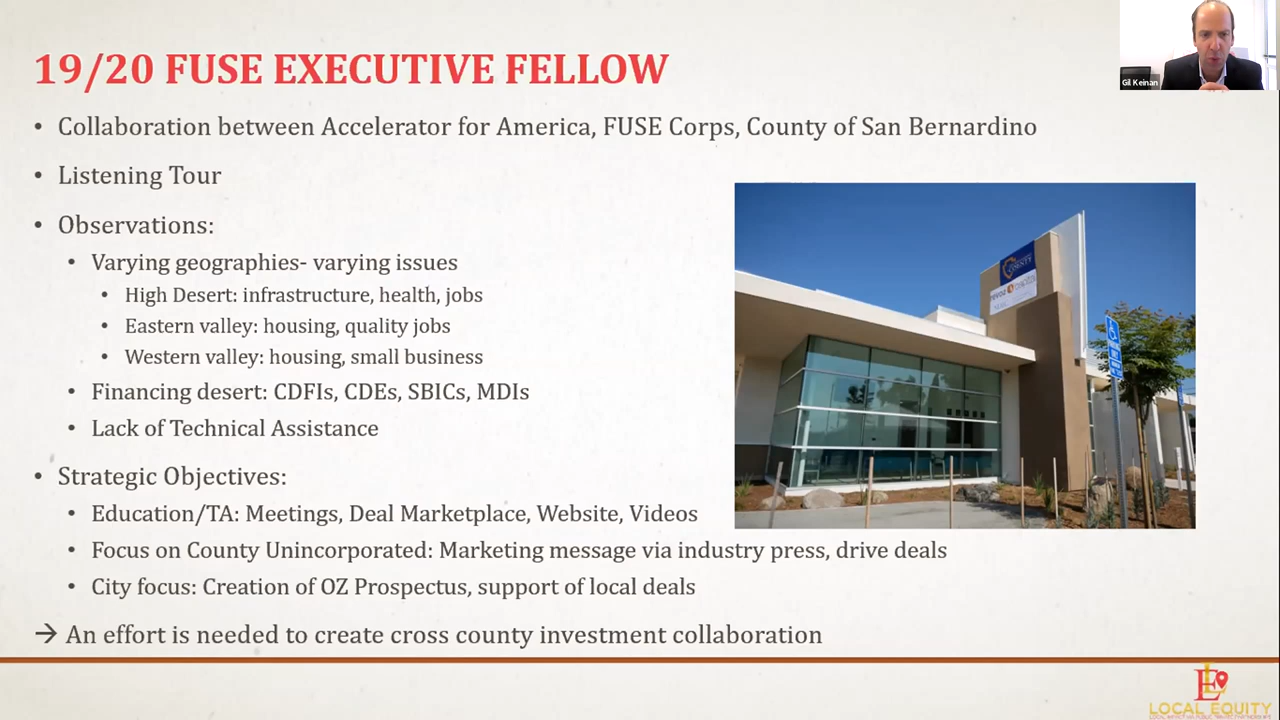 19/20 FUSE EXECUTIVE FELLOW
Gil Keinan
• Collaboration between Accelerator for America, FUSE Corps, County of San Bernardino
• Listening Tour
• Observations:
• Varying geographies- varying issues
• High Desert: infrastructure, health, jobs
• Eastern valley: housing, quality jobs
• Western valley: housing, small business
• Financing desert: CDFIs, CDEs, SBICs, MDIs
• Lack of Technical Assistance
• Strategic Objectives:
• Education/TA: Meetings, Deal Marketplace, Website, Videos
• Focus on County Unincorporated: Marketing message via industry press, drive deals
• City focus: Creation of OZ Prospectus, support of local deals
→ An effort is needed to create cross county investment collaboration
COUNTY
capital
LE
LOCAL EQUITY